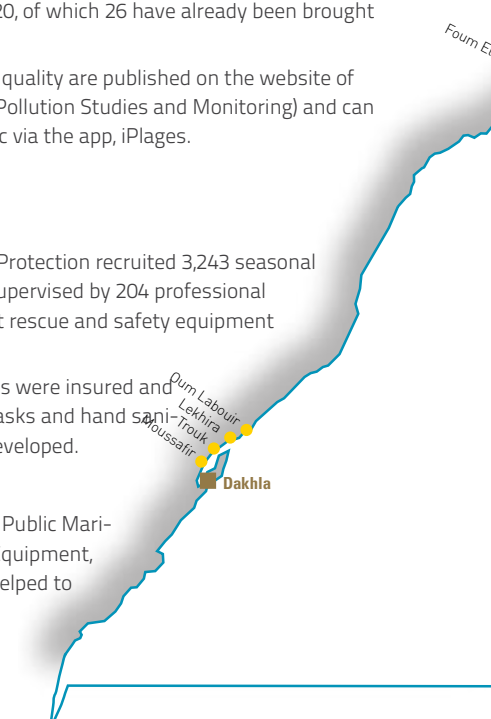 20, of which 26 have already been brought
quality are published on the website of
Pollution Studies and Monitoring) and can
c via the app, iPlages.
Protection recruited 3,243 seasonal
upervised by 204 professional
t rescue and safety equipment
s were insured and
asks and hand sani-
eveloped.
Public Mari-
quipment,
elped to
Foum E
Oum Labouir
Lekhira
Trouk
Moussafir
Dakhla